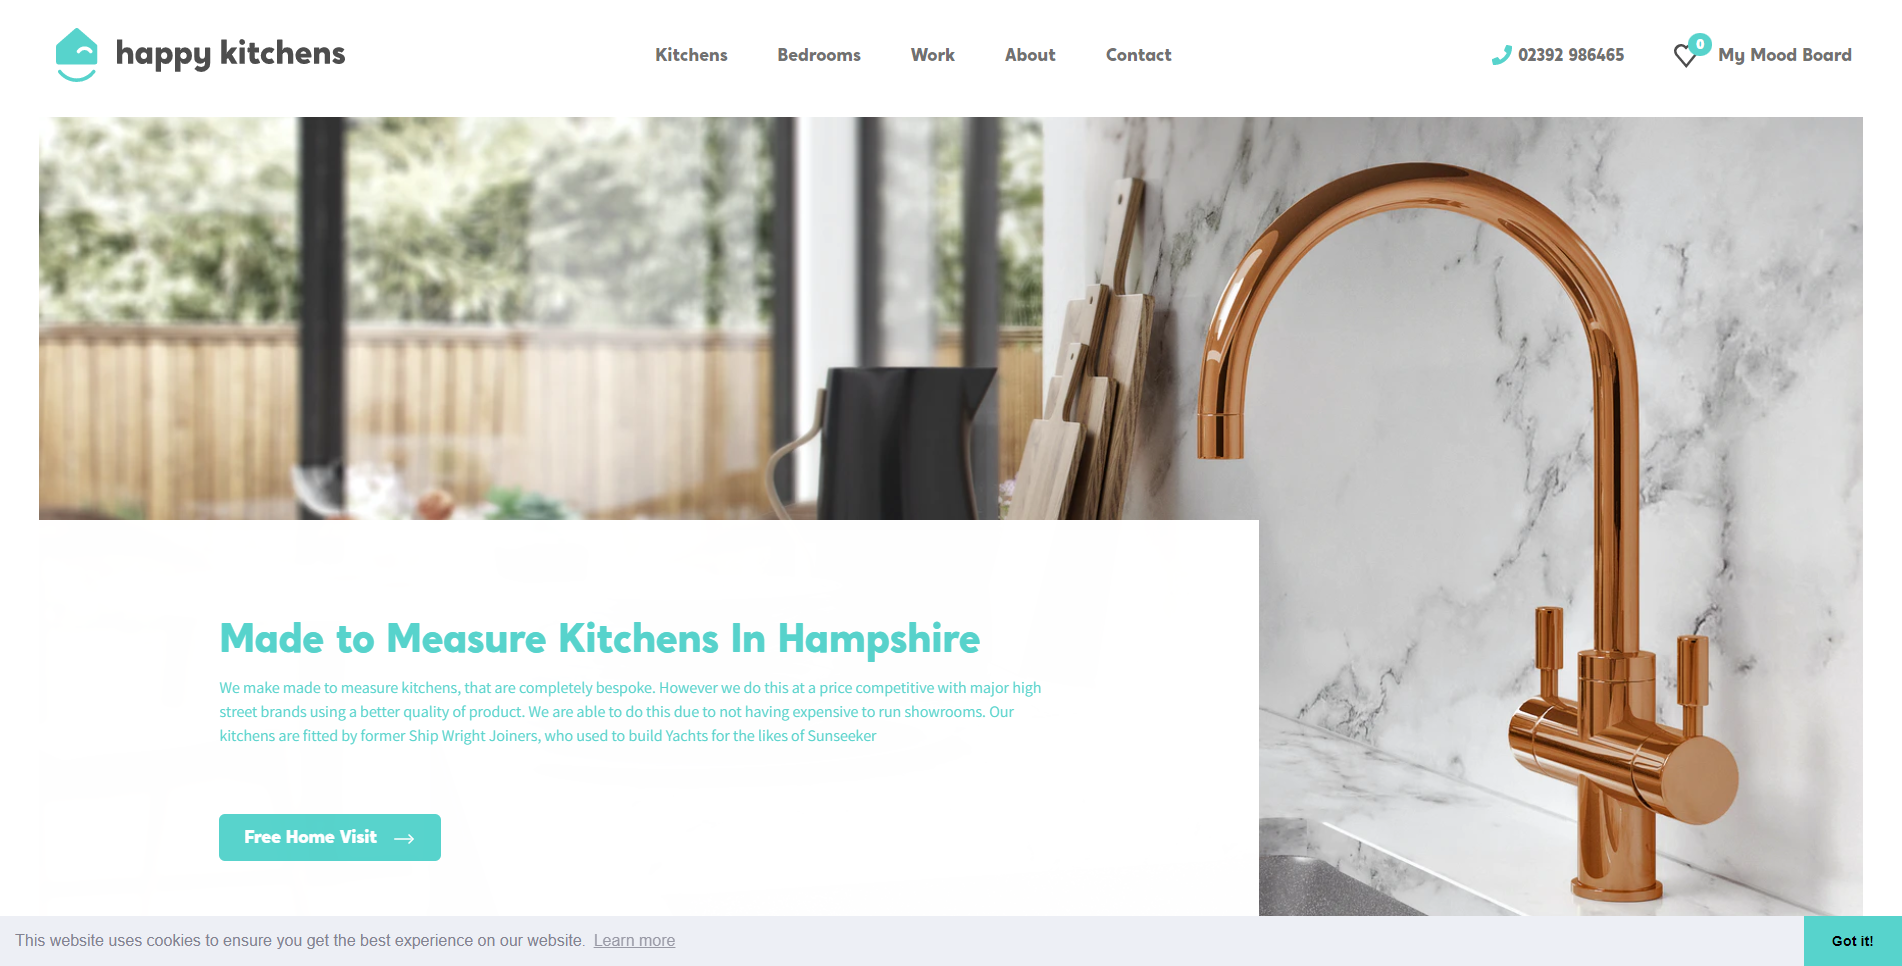 happy kitchens
Kitchens Bedrooms Work About Contact
02392 986465
0 My Mood Board
Made to Measure Kitchens In Hampshire
We make made to measure kitchens, that are completely bespoke. However we do this at a price competitive with major high
street brands using a better quality of product. We are able to do this due to not having expensive to run showrooms. Our
kitchens are fitted by former Ship Wright Joiners, who used to build Yachts for the likes of Sunseeker
Free Home Visit →
This website uses cookies to ensure you get the best experience on our website. Learn more
Got it!